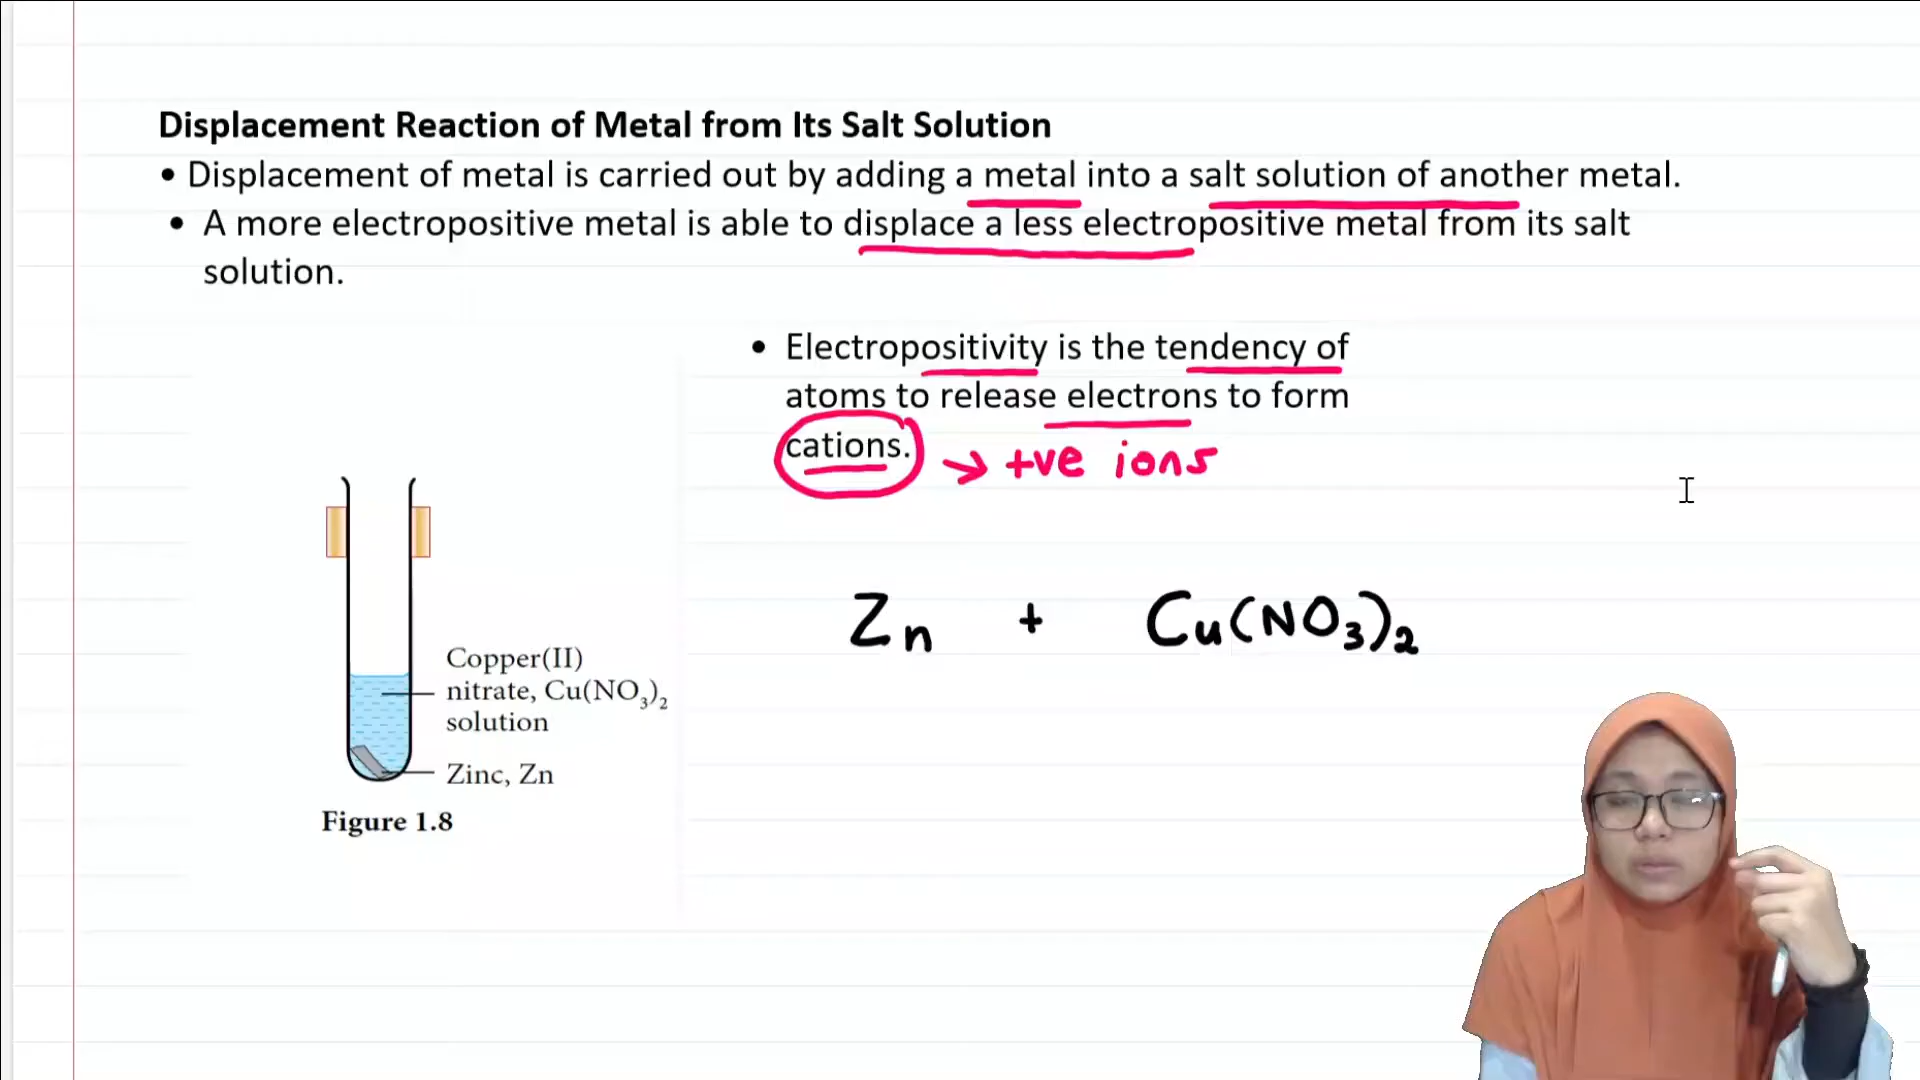 Displacement Reaction of Metal from Its Salt Solution
• Displacement of metal is carried out by adding a metal into a salt solution of another metal.
• A more electropositive metal is able to displace a less electropositive metal from its salt
solution.
• Electropositivity is the tendency of
atoms to release electrons to form
cations. → +ve ions
Zn + Cu(NO₃)₂
Copper(II)
nitrate, Cu(NO₃)₂
solution
Zinc, Zn
Figure 1.8